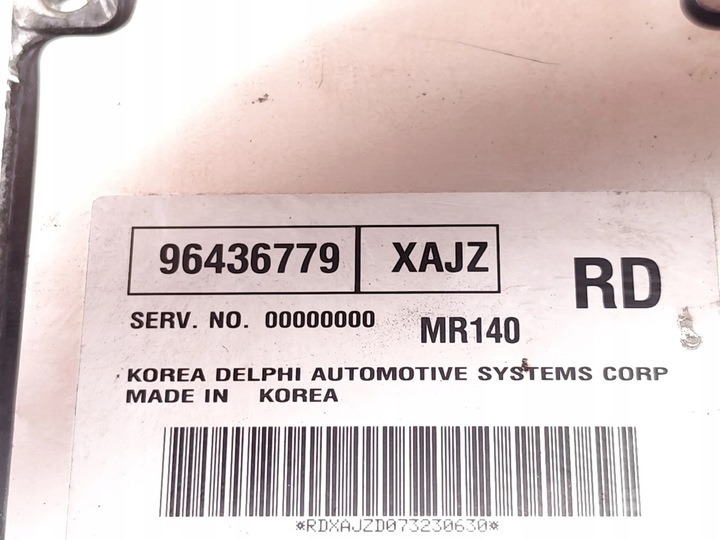 96436779 XAJZ
RD
SERV. NO. 00000000 MR140
KOREA DELPHI AUTOMOTIVE SYSTEMS CORP
MADE IN KOREA
*RDXAJZD073230630*